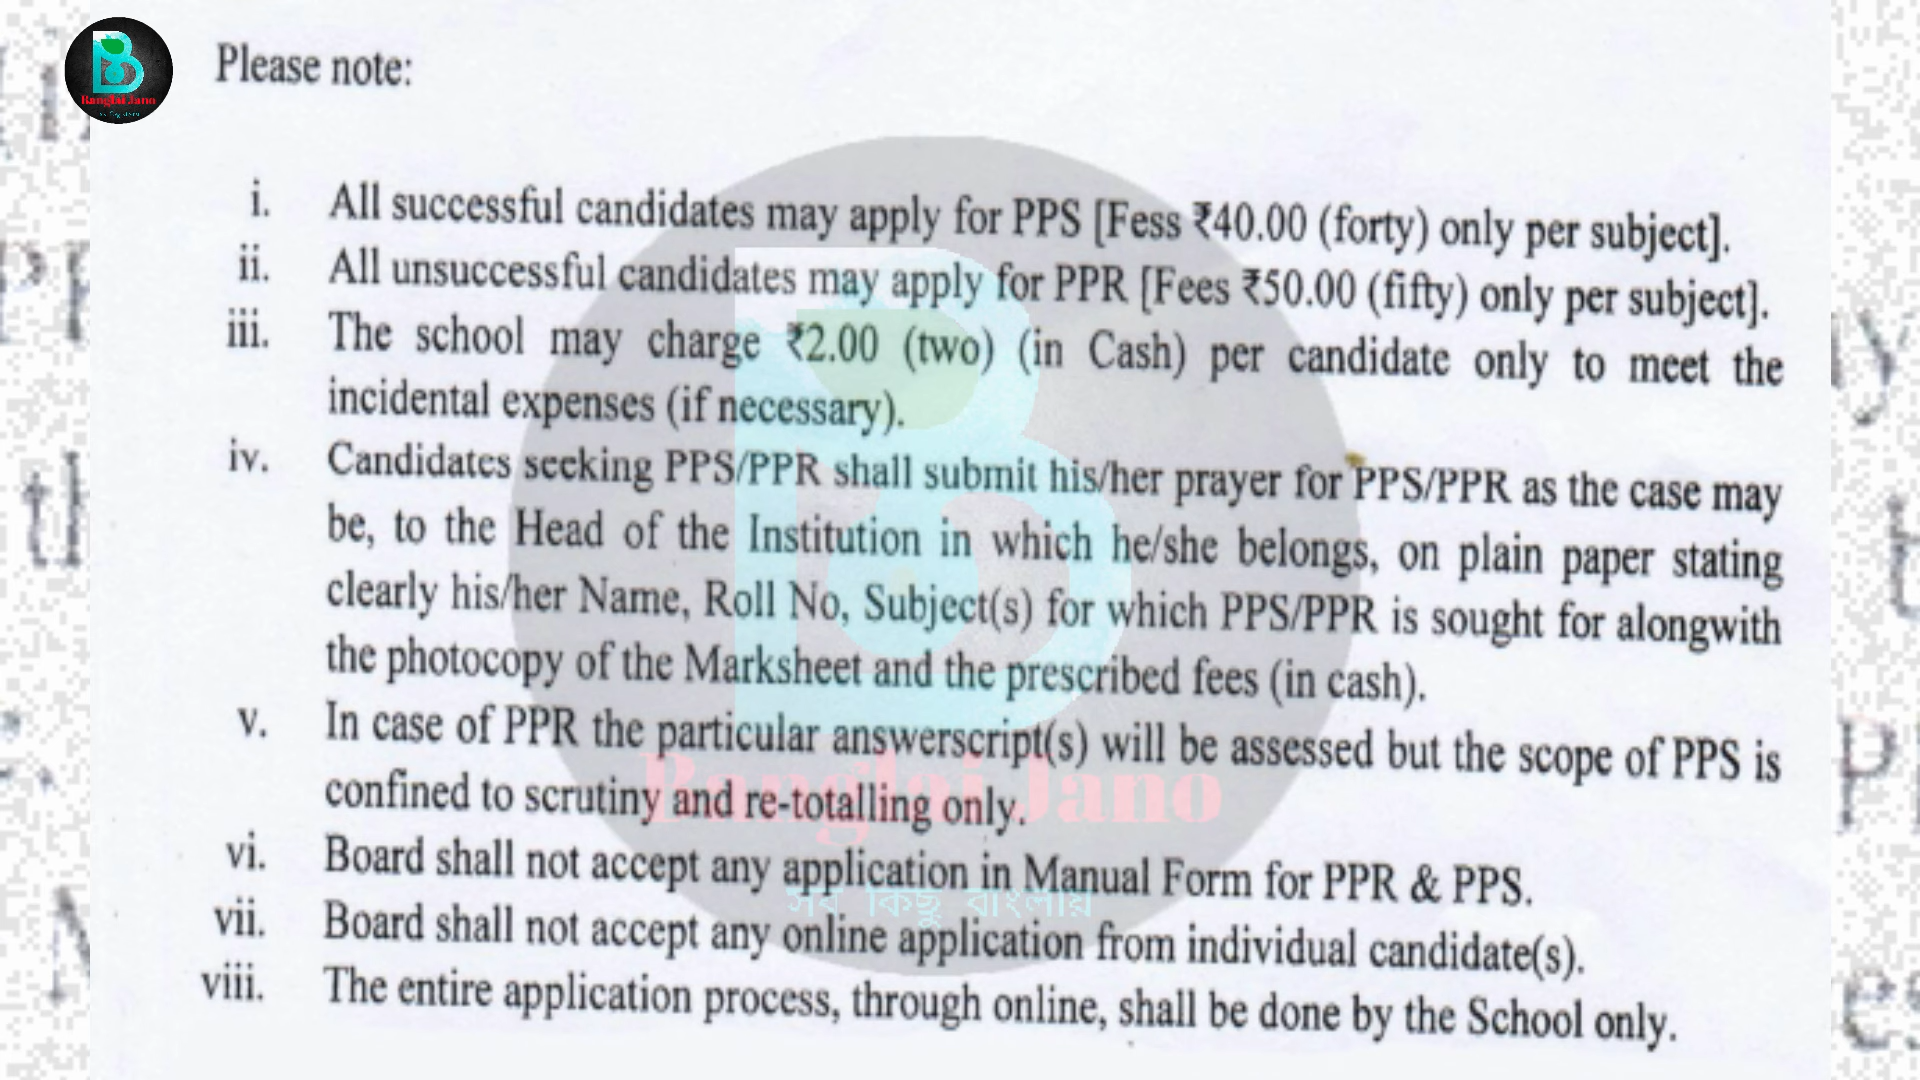 Please note:
i. All successful candidates may apply for PPS [Fess ₹40.00 (forty) only per subject].
ii. All unsuccessful candidates may apply for PPR [Fees ₹50.00 (fifty) only per subject].
iii. The school may charge ₹2.00 (two) (in Cash) per candidate only to meet the
incidental expenses (if necessary).
iv. Candidates seeking PPS/PPR shall submit his/her prayer for PPS/PPR as the case may
be, to the Head of the Institution in which he/she belongs, on plain paper stating
clearly his/her Name, Roll No, Subject(s) for which PPS/PPR is sought for alongwith
the photocopy of the Marksheet and the prescribed fees (in cash).
v. In case of PPR the particular answerscript(s) will be assessed but the scope of PPS is
confined to scrutiny and re-totalling only.
vi. Board shall not accept any application in Manual Form for PPR & PPS.
vii. Board shall not accept any online application from individual candidate(s).
viii. The entire application process, through online, shall be done by the School only.
Banglai Jano
Banglai Jano
সব কিছু বাংলায়